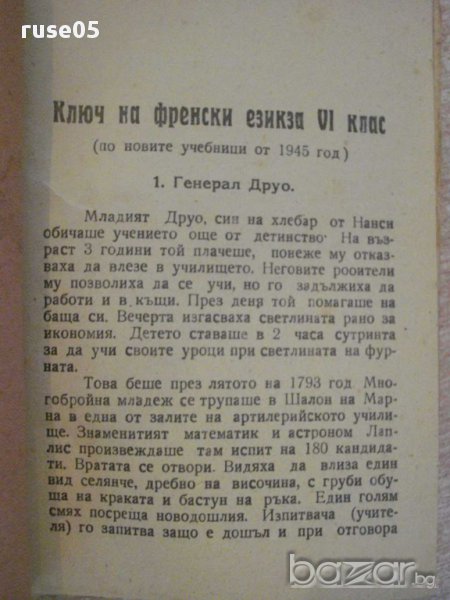 ruse05
Ключ на френски езикза VI клас
(по новите учебници от 1945 год)
1. Генерал Друо.
Младият Друо, син на хлебар от Нанси
обичаше учението още от детинство· На въз
раст 3 години той плачеше, повеже му отказ
ваха да влезе в училището. Неговите роoители
му позволиха да се учи, но го задължиха да
работи и в къщи. През деня той помагаше на
баща си. Вечерта изгасваха светлината рано за
икономия. Детето ставаше в 2 часа сутринта
за да учи своите уроци при светлината на фур-
ната.
Това беше през лятото на 1793 год Мно-
гобройна младеж се трупаше в Шалон на Мар-
на в една от залите на артилерийското учили-
ще. Знаменитият математик и астроном Лап-
лис произвеждаше там испит на 180 кандида-
ти. Вратата се отвори. Видяха да влиза един
вид селянче, дребно на височина, с груби обу-
ща на краката и бастун на ръка. Един голям
смях посреща новодошлия. Изпитвача (учите-
ля) го запитва защо е дошъл и при отговора
bazar.bg